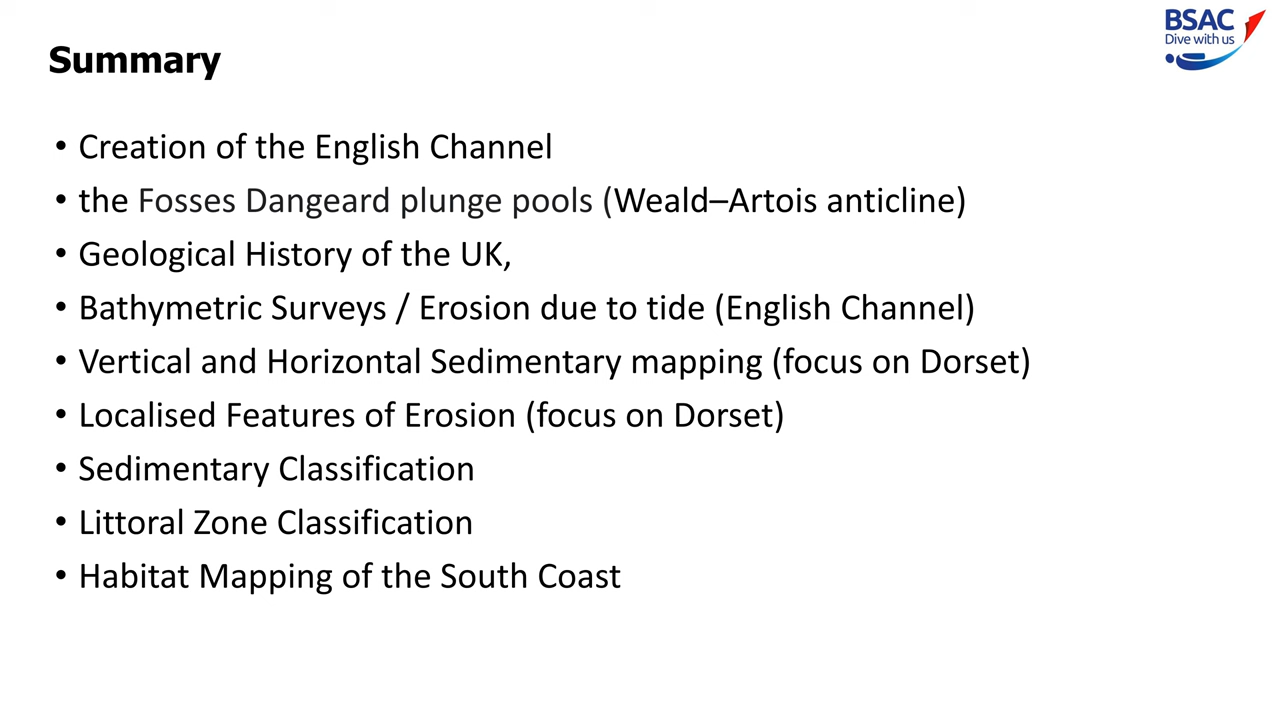 BSAC
Dive with us
Summary
• Creation of the English Channel
• the Fosses Dangeard plunge pools (Weald–Artois anticline)
• Geological History of the UK,
• Bathymetric Surveys / Erosion due to tide (English Channel)
• Vertical and Horizontal Sedimentary mapping (focus on Dorset)
• Localised Features of Erosion (focus on Dorset)
• Sedimentary Classification
• Littoral Zone Classification
• Habitat Mapping of the South Coast